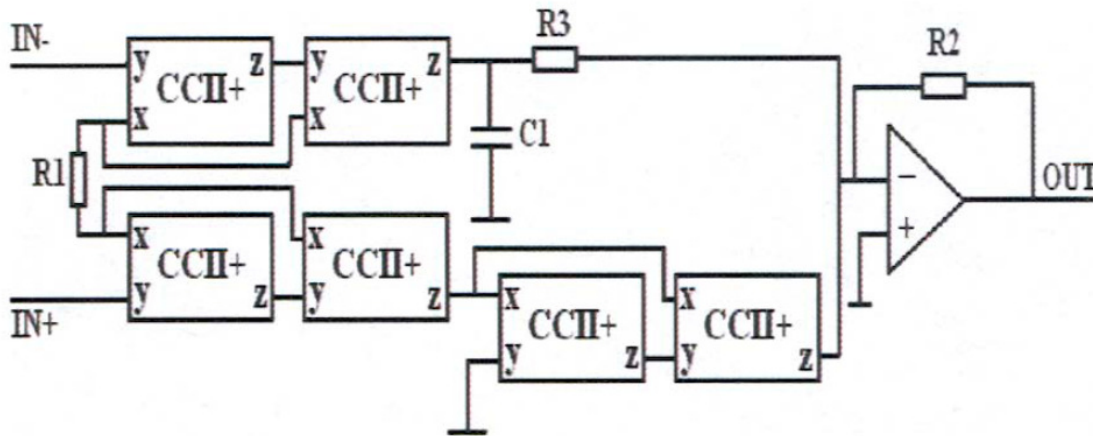 IN-
y z
CCII+
x
y z
CCII+
x
R3
R2
C1
R1
x
CCII+
y z
x
CCII+
y z
IN+
x
CCII+
y z
x
CCII+
y z
−
+
OUT